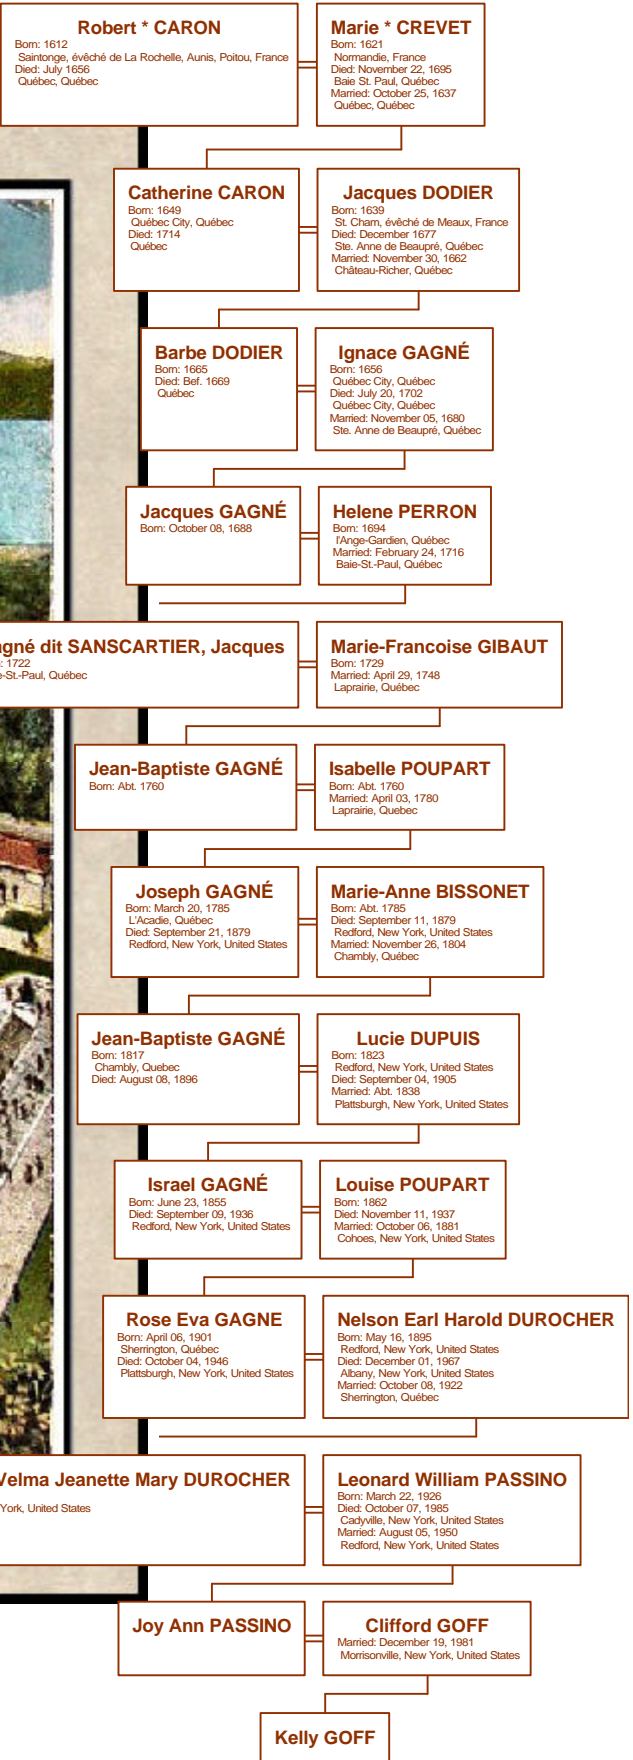 Robert * CARON
Born: 1612
Saintonge, évêché de La Rochelle, Aunis, Poitou, France
Died: July 1656
Québec, Québec
Marie * CREVET
Born: 1621
Normandie, France
Died: November 22, 1695
Baie St. Paul, Québec
Married: October 25, 1637
Québec, Québec
Catherine CARON
Born: 1649
Québec City, Québec
Died: 1714
Québec
Jacques DODIER
Born: 1639
St. Cham, évêché de Meaux, France
Died: December 1677
Ste. Anne de Beaupré, Québec
Married: November 30, 1662
Château-Richer, Québec
Barbe DODIER
Born: 1665
Died: Bef. 1669
Québec
Ignace GAGNÉ
Born: 1656
Québec City, Québec
Died: July 20, 1702
Québec City, Québec
Married: November 05, 1680
Ste. Anne de Beaupré, Québec
Jacques GAGNÉ
Born: October 08, 1688
Helene PERRON
Born: 1694
l'Ange-Gardien, Québec
Married: February 24, 1716
Baie-St.-Paul, Québec
agné dit SANSCARTIER, Jacques
: 1722
e-St.-Paul, Québec
Marie-Francoise GIBAUT
Born: 1729
Married: April 29, 1748
Laprairie, Québec
Jean-Baptiste GAGNÉ
Born: Abt. 1760
Isabelle POUPART
Born: Abt. 1760
Married: April 03, 1780
Laprairie, Quebec
Joseph GAGNÉ
Born: March 20, 1785
L'Acadie, Québec
Died: September 21, 1879
Redford, New York, United States
Marie-Anne BISSONET
Born: Abt. 1785
Died: September 11, 1879
Redford, New York, United States
Married: November 26, 1804
Chambly, Québec
Jean-Baptiste GAGNÉ
Born: 1817
Chambly, Quebec
Died: August 08, 1896
Lucie DUPUIS
Born: 1823
Redford, New York, United States
Died: September 04, 1905
Married: Abt. 1838
Plattsburgh, New York, United States
Israel GAGNÉ
Born: June 23, 1855
Died: September 09, 1936
Redford, New York, United States
Louise POUPART
Born: 1862
Died: November 11, 1937
Married: October 06, 1881
Cohoes, New York, United States
Rose Eva GAGNE
Born: April 06, 1901
Sherrington, Québec
Died: October 04, 1946
Plattsburgh, New York, United States
Nelson Earl Harold DUROCHER
Born: May 16, 1895
Redford, New York, United States
Died: December 01, 1967
Albany, New York, United States
Married: October 08, 1922
Sherrington, Québec
Velma Jeanette Mary DUROCHER
York, United States
Leonard William PASSINO
Born: March 22, 1926
Died: October 07, 1985
Cadyville, New York, United States
Married: August 05, 1950
Redford, New York, United States
Joy Ann PASSINO
Clifford GOFF
Married: December 19, 1981
Morrisonville, New York, United States
Kelly GOFF